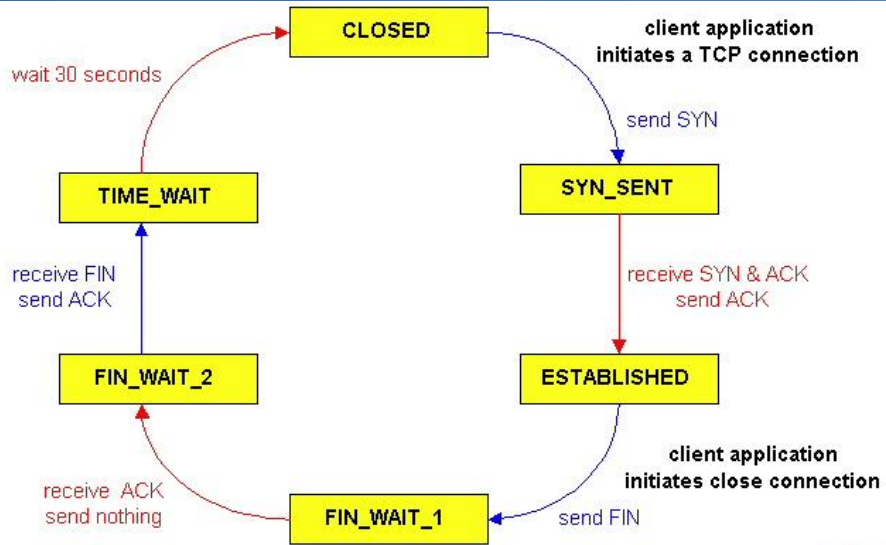 CLOSED
client application
initiates a TCP connection
wait 30 seconds
send SYN
TIME_WAIT
SYN_SENT
receive FIN
send ACK
receive SYN & ACK
send ACK
FIN_WAIT_2
ESTABLISHED
client application
initiates close connection
receive ACK
send nothing
FIN_WAIT_1
send FIN